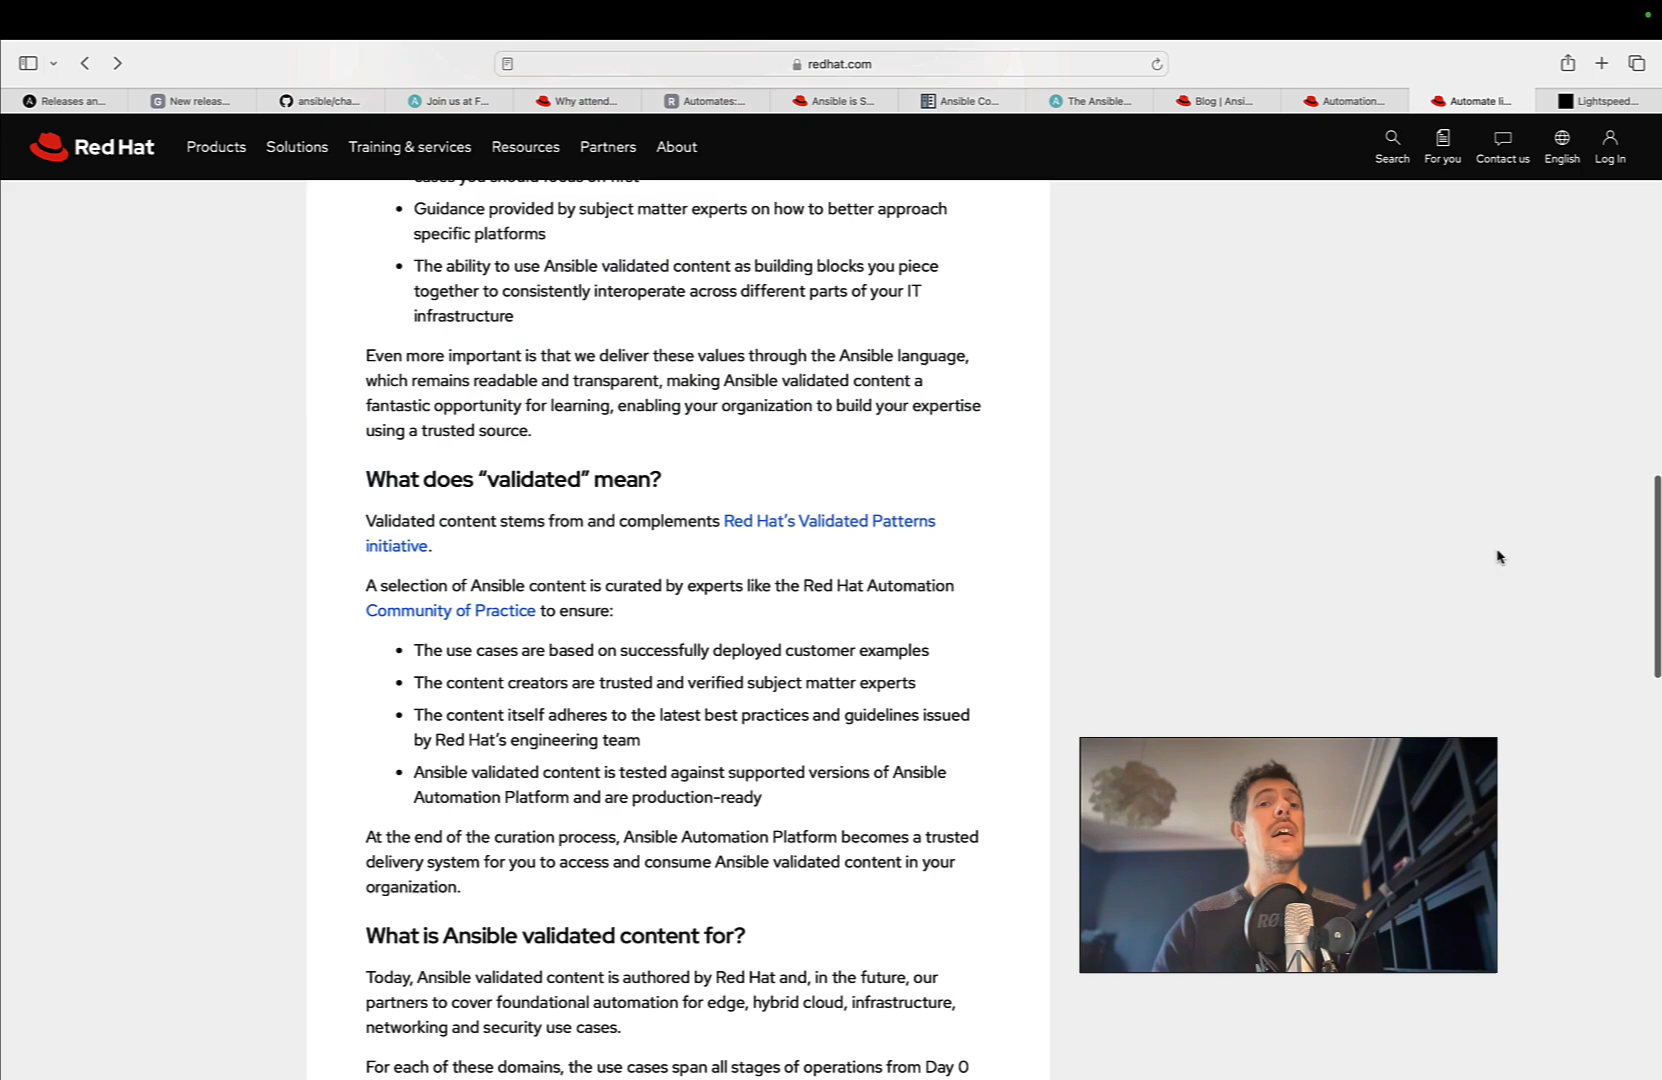 redhat.com
Releases an...
New releas...
ansible/cha...
Join us at F...
Why attend...
Automates:...
Ansible is S...
Ansible Co...
The Ansible...
Blog | Ansi...
Automation...
Automate li...
Lightspeed...
Red Hat
Products
Solutions
Training & services
Resources
Partners
About
Search
For you
Contact us
English
Log In
cases you should focus on first
• Guidance provided by subject matter experts on how to better approach
specific platforms
• The ability to use Ansible validated content as building blocks you piece
together to consistently interoperate across different parts of your IT
infrastructure
Even more important is that we deliver these values through the Ansible language,
which remains readable and transparent, making Ansible validated content a
fantastic opportunity for learning, enabling your organization to build your expertise
using a trusted source.
What does “validated” mean?
Validated content stems from and complements Red Hat’s Validated Patterns
initiative.
A selection of Ansible content is curated by experts like the Red Hat Automation
Community of Practice to ensure:
• The use cases are based on successfully deployed customer examples
• The content creators are trusted and verified subject matter experts
• The content itself adheres to the latest best practices and guidelines issued
by Red Hat’s engineering team
• Ansible validated content is tested against supported versions of Ansible
Automation Platform and are production-ready
At the end of the curation process, Ansible Automation Platform becomes a trusted
delivery system for you to access and consume Ansible validated content in your
organization.
What is Ansible validated content for?
Today, Ansible validated content is authored by Red Hat and, in the future, our
partners to cover foundational automation for edge, hybrid cloud, infrastructure,
networking and security use cases.
For each of these domains, the use cases span all stages of operations from Day 0
RØ